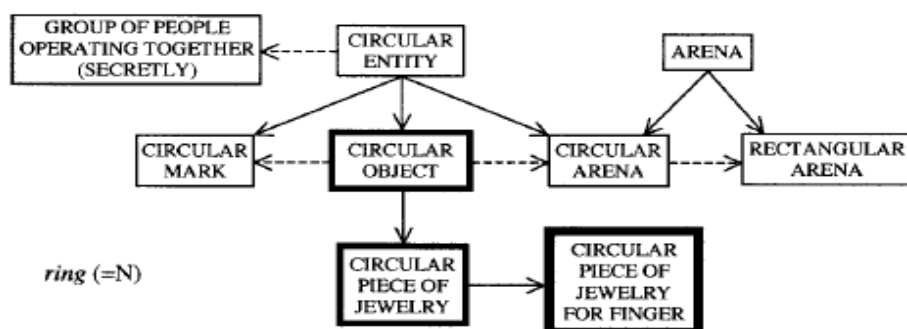 GROUP OF PEOPLE
OPERATING TOGETHER
(SECRETLY)
CIRCULAR
ENTITY
ARENA
CIRCULAR
MARK
CIRCULAR
OBJECT
CIRCULAR
ARENA
RECTANGULAR
ARENA
ring (=N)
CIRCULAR
PIECE OF
JEWELRY
CIRCULAR
PIECE OF
JEWELRY
FOR FINGER